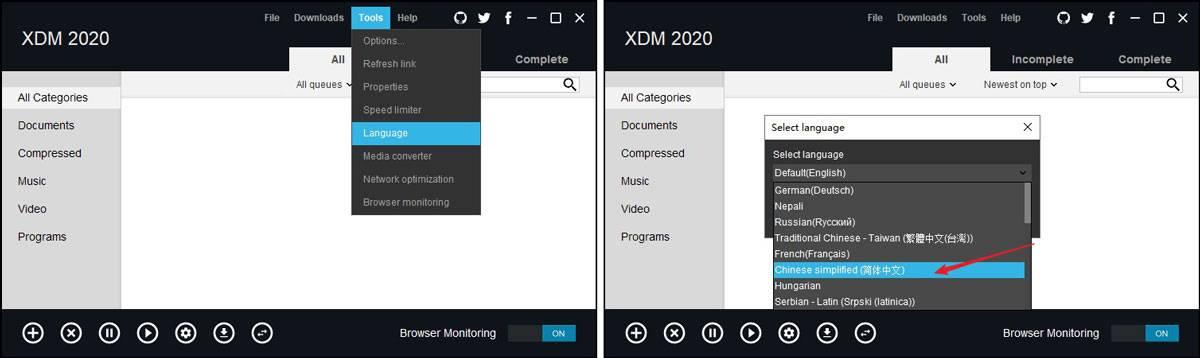 File Downloads Tools Help
XDM 2020
All Complete
All queues
All Categories
Documents
Compressed
Music
Video
Programs
Options...
Refresh link
Properties
Speed limiter
Language
Media converter
Network optimization
Browser monitoring
Browser Monitoring ON
File Downloads Tools Help
XDM 2020
All Incomplete Complete
All queues Newest on top
All Categories
Documents
Compressed
Music
Video
Programs
Select language
Select language
Default(English)
German(Deutsch)
Nepali
Russian(Русский)
Traditional Chinese - Taiwan (繁體中文(台灣))
French(Français)
Chinese simplified (简体中文)
Hungarian
Serbian - Latin (Srpski (latinica))
Browser Monitoring ON